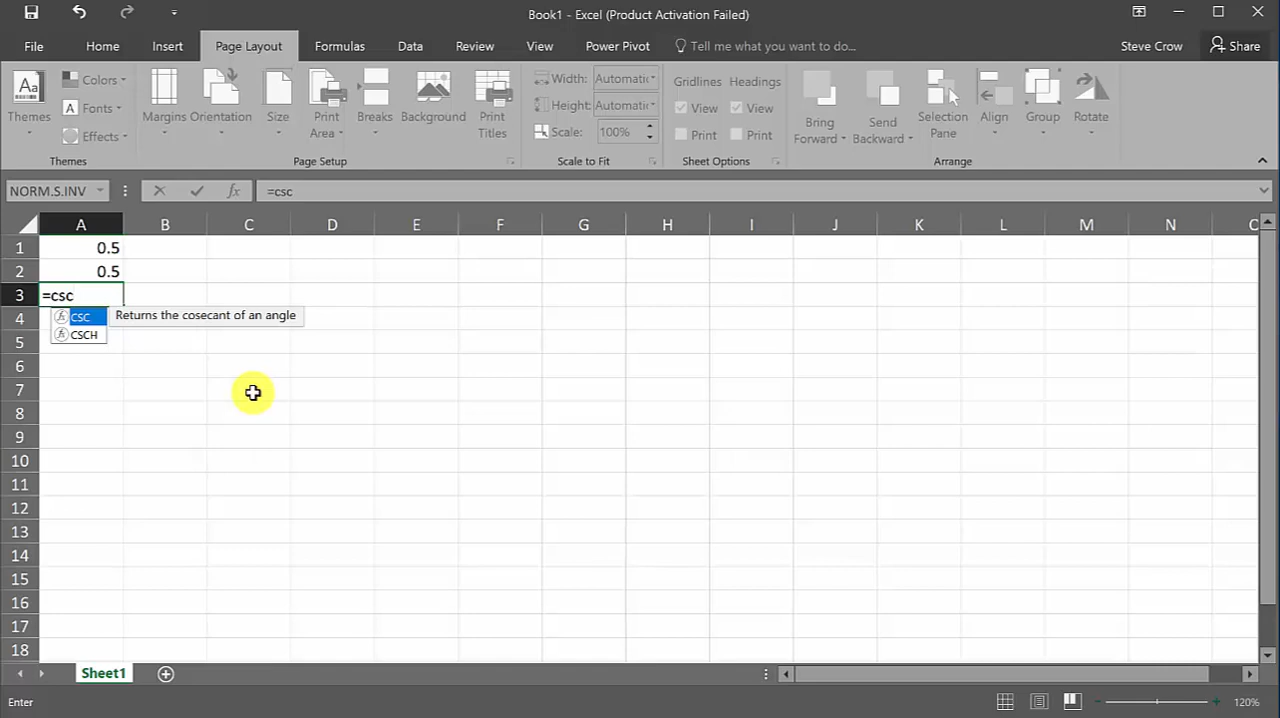 Book1 - Excel (Product Activation Failed)
File Home Insert Page Layout Formulas Data Review View Power Pivot Tell me what you want to do... Steve Crow Share
Aa
Themes
Colors
A Fonts
Effects
Margins Orientation Size Print Area Breaks Background Print Titles
Width: Automatic
Height: Automatic
Scale: 100%
Gridlines Headings
View View
Print Print
Bring Forward Send Backward Selection Pane Align Group Rotate
Themes Page Setup Scale to Fit Sheet Options Arrange
NORM.S.INV fx =csc
A B C D E F G H I J K L M N
1 0.5
2 0.5
3 =csc
4 fx CSC Returns the cosecant of an angle
5 fx CSCH
6
7
8
9
10
11
12
13
14
15
16
17
18
Sheet1
Enter 120%